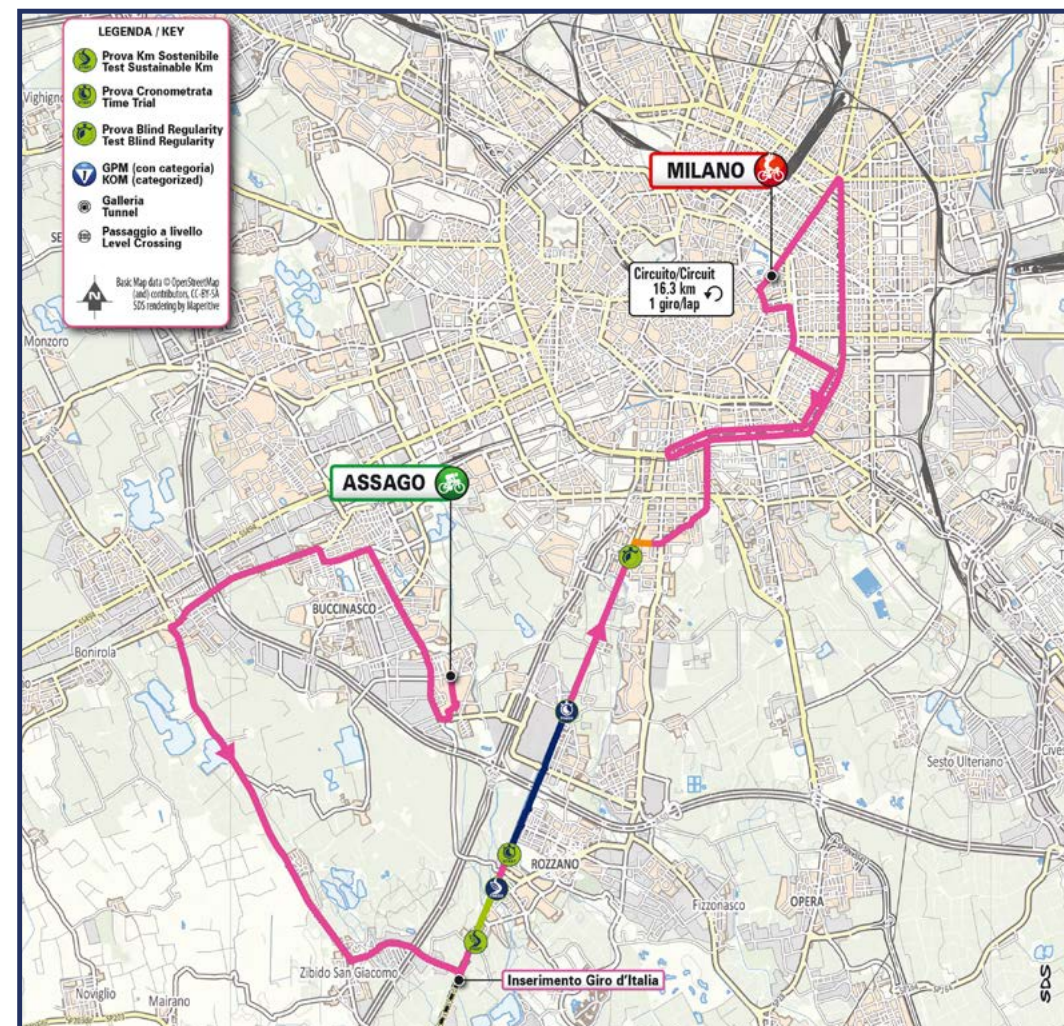 LEGENDA / KEY
Prova Km Sostenibile
Test Sustainable Km
Prova Cronometrata
Time Trial
Prova Blind Regularity
Test Blind Regularity
GPM (con categoria)
KOM (categorized)
Galleria
Tunnel
Passaggio a livello
Level Crossing
Basic Map data © OpenStreetMap
(and) contributors, CC-BY-SA
SDS rendering by Maperitive
Vighign
Monzoro
MILANO
Circuito/Circuit
16.3 km
1 giro/lap
ASSAGO
BUCCINASCO
Bonirola
Sesto Ulteriano
Cives
ROZZANO
Fizzonasco
OPERA
Zibido San Giacomo
Inserimento Giro d'Italia
Noviglio
Mairano
SDS